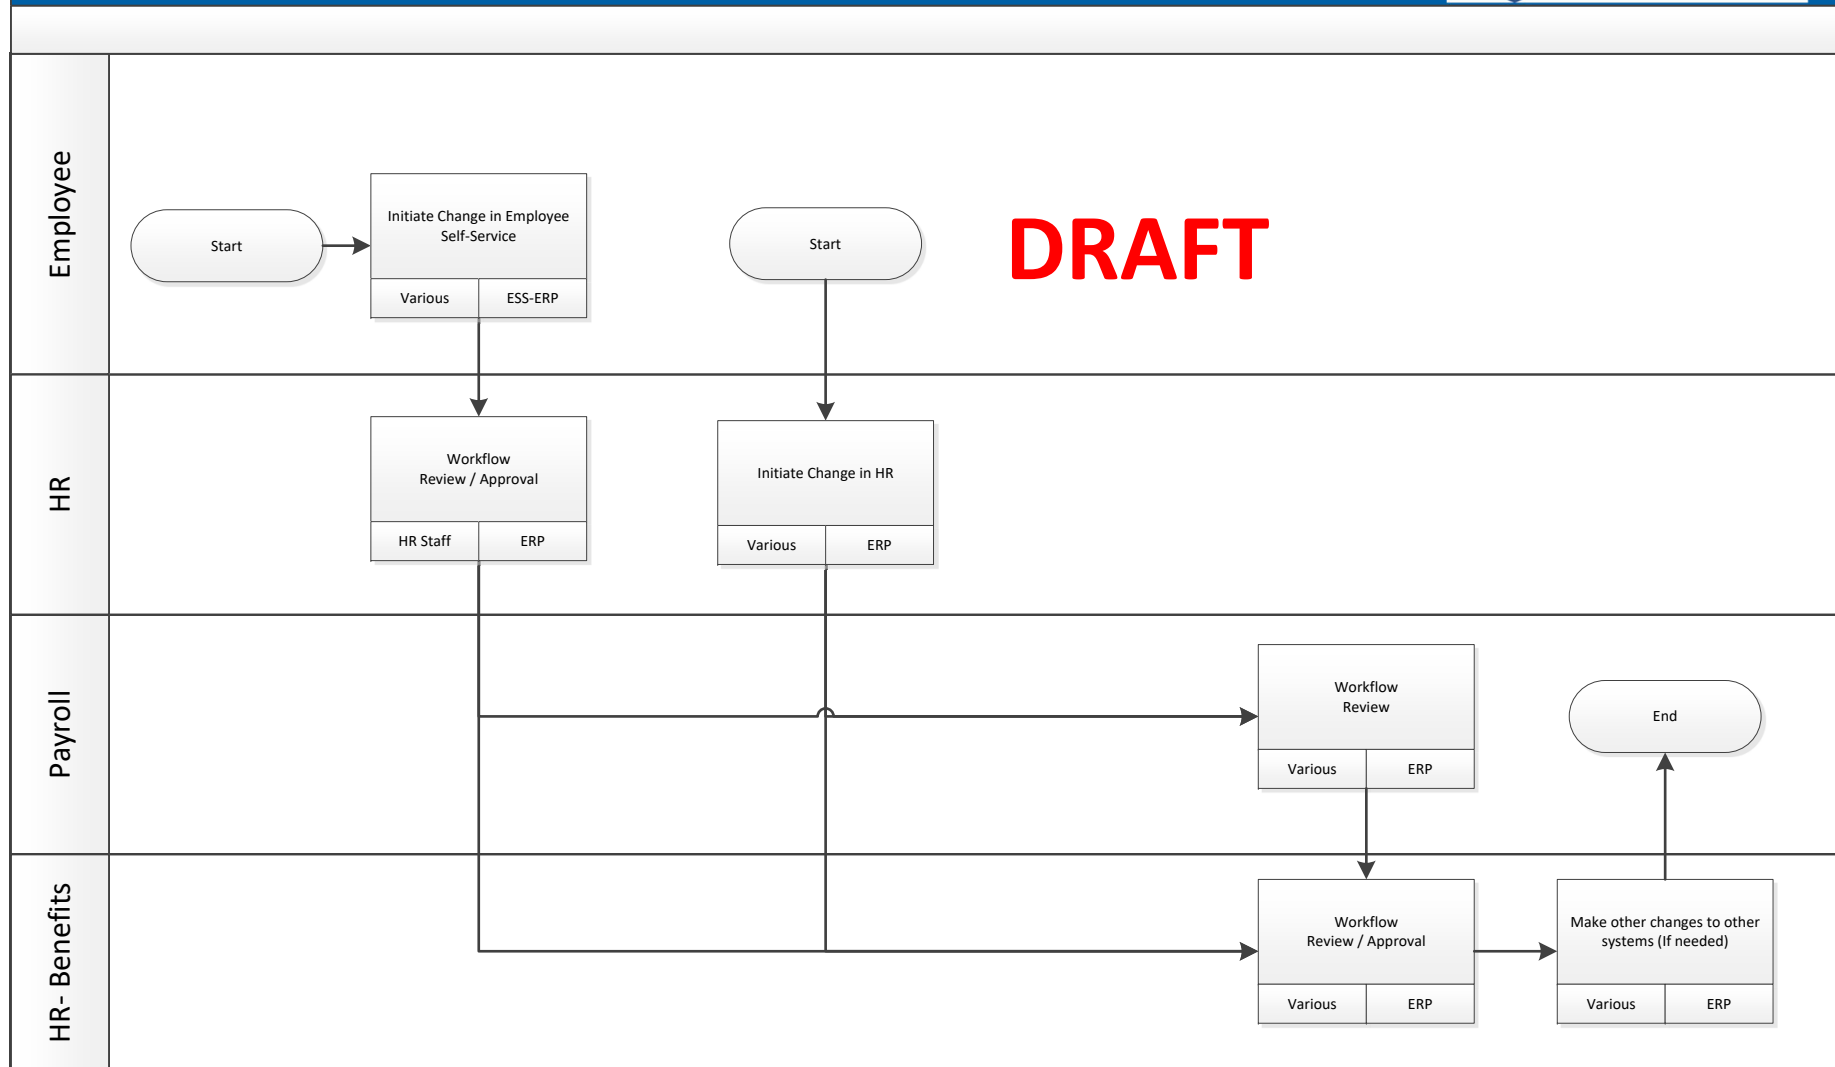 Employee
Start
Initiate Change in Employee
Self-Service
Various
ESS-ERP
Start
DRAFT
HR
Workflow
Review / Approval
HR Staff
ERP
Initiate Change in HR
Various
ERP
Payroll
Workflow
Review
Various
ERP
End
HR- Benefits
Workflow
Review / Approval
Various
ERP
Make other changes to other
systems (If needed)
Various
ERP